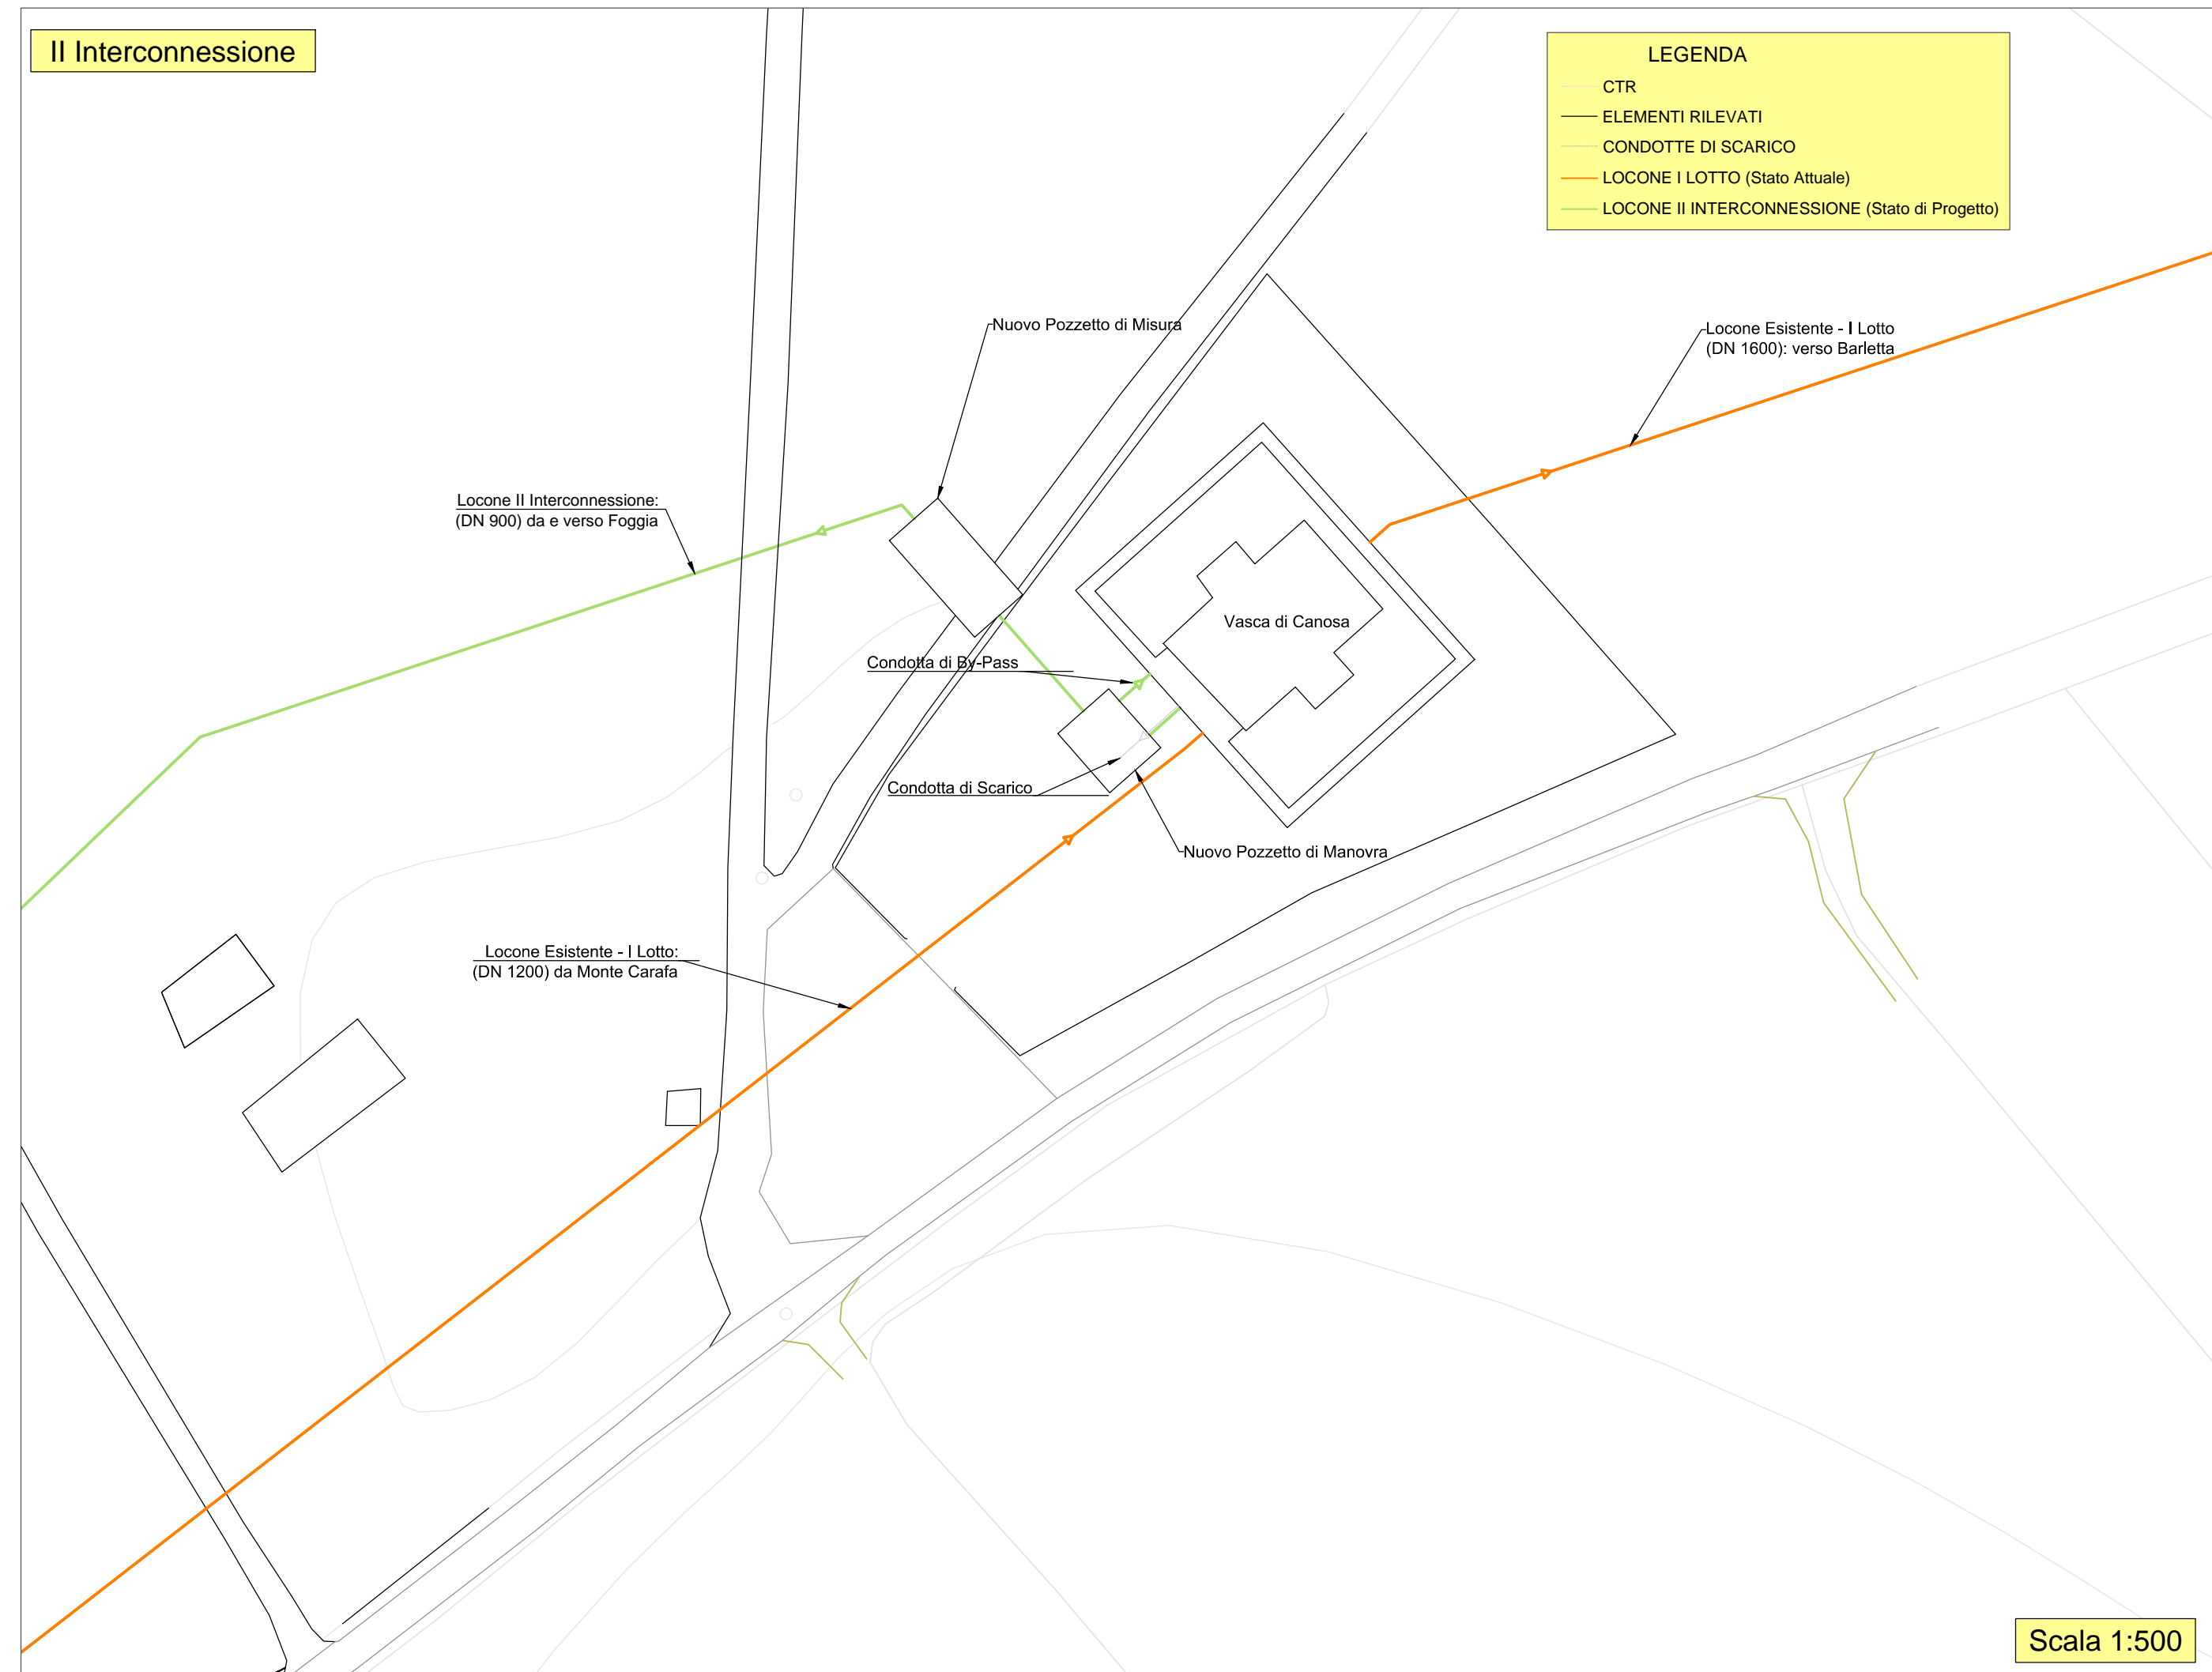 II Interconnessione
LEGENDA
CTR
ELEMENTI RILEVATI
CONDOTTE DI SCARICO
LOCONE I LOTTO (Stato Attuale)
LOCONE II INTERCONNESSIONE (Stato di Progetto)
Nuovo Pozzetto di Misura
Locone Esistente - I Lotto
(DN 1600): verso Barletta
Locone II Interconnessione:
(DN 900) da e verso Foggia
Vasca di Canosa
Condotta di By-Pass
Condotta di Scarico
Nuovo Pozzetto di Manovra
Locone Esistente - I Lotto:
(DN 1200) da Monte Carafa
Scala 1:500